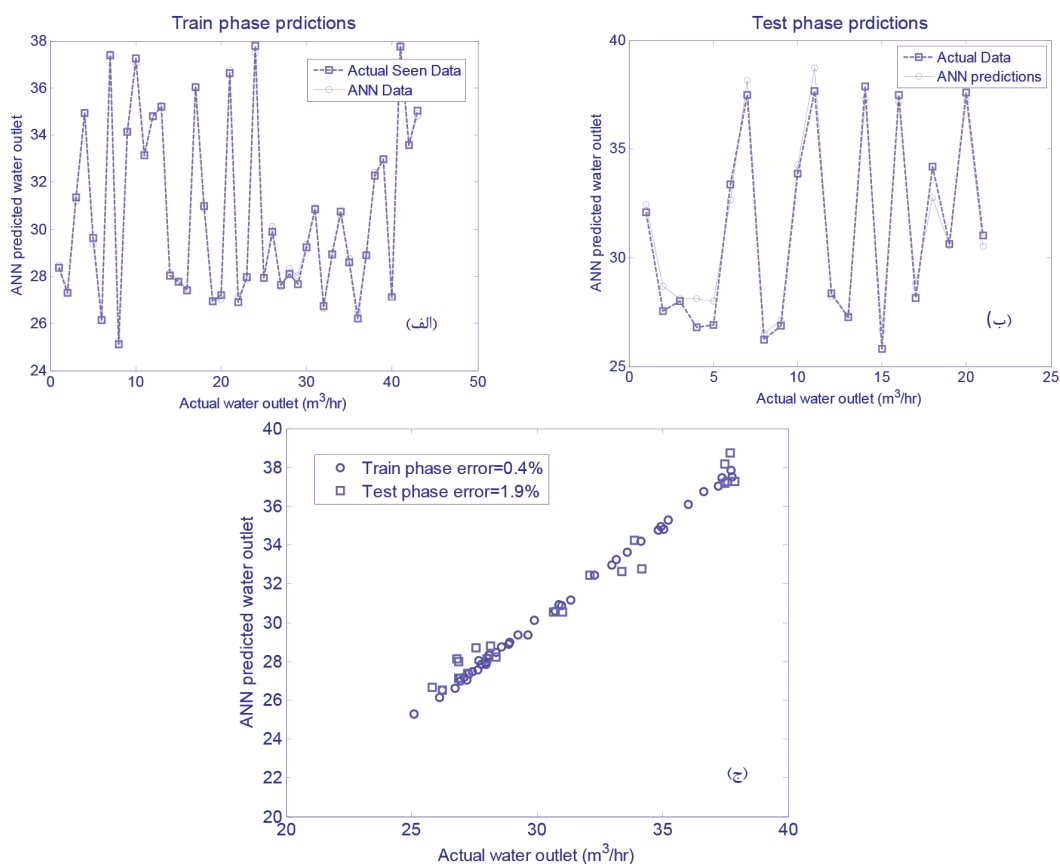 Train phase prdictions
38
36
34
32
30
28
26
24
0
10
20
30
40
50
ANN predicted water outlet
Actual water outlet (m³/hr)
Actual Seen Data
ANN Data
(الف)
Test phase prdictions
40
35
30
25
0
5
10
15
20
25
ANN predicted water outlet
Actual water outlet (m³/hr)
Actual Data
ANN predictions
(ب)
40
38
36
34
32
30
28
26
24
22
20
20
25
30
35
40
ANN predicted water outlet
Actual water outlet (m³/hr)
Train phase error=0.4%
Test phase error=1.9%
(ج)